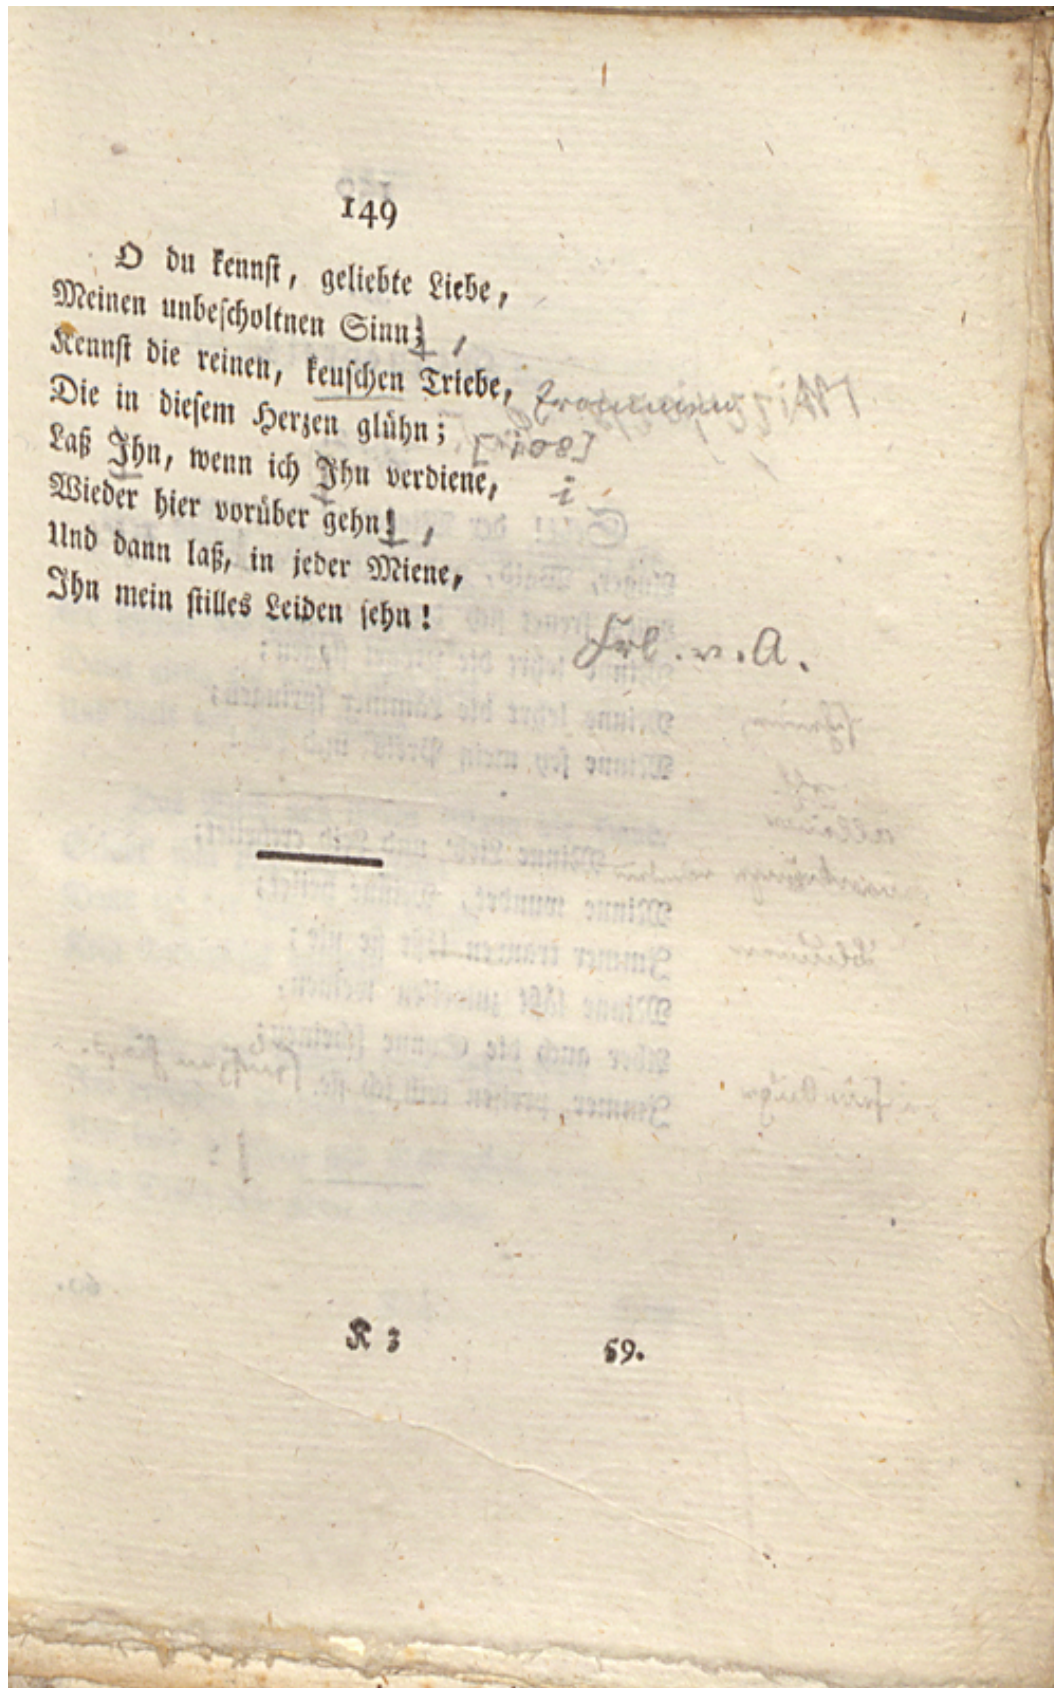 149
O du kennſt, geliebte Liebe,
Meinen unbeſcholtnen Sinn; ,
Kennſt die reinen, keuſchen Triebe,
Die in dieſem Herzen glühn;
Laß Ihn, wenn ich Ihn verdiene, i
Wieder hier vorüber gehn! ,
Und dann laß, in jeder Miene,
Ihn mein ſtilles Leiden ſehn!
Frl. v. A.
K 3 59.